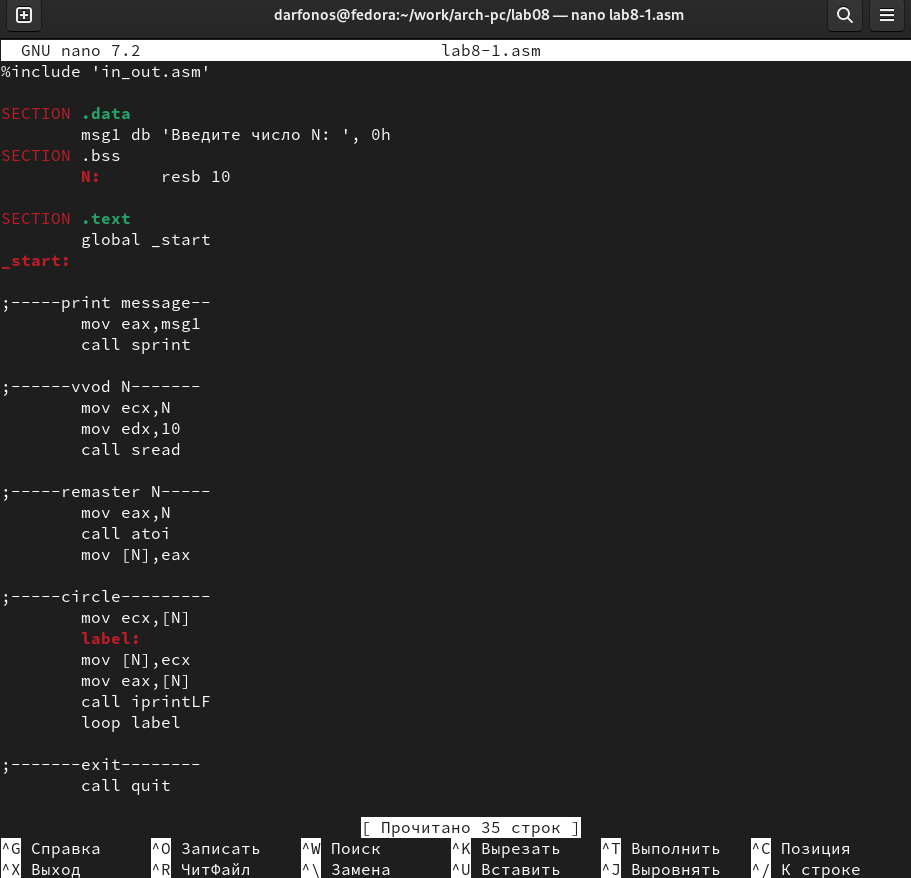 darfonos@fedora:~/work/arch-pc/lab08 — nano lab8-1.asm
GNU nano 7.2 lab8-1.asm
%include 'in_out.asm'
SECTION .data
msg1 db 'Введите число N: ', 0h
SECTION .bss
N: resb 10
SECTION .text
global _start
_start:
;-----print message--
mov eax,msg1
call sprint
;------vvod N-------
mov ecx,N
mov edx,10
call sread
;-----remaster N-----
mov eax,N
call atoi
mov [N],eax
;-----circle---------
mov ecx,[N]
label:
mov [N],ecx
mov eax,[N]
call iprintLF
loop label
;-------exit--------
call quit
[ Прочитано 35 строк ]
^G Справка ^O Записать ^W Поиск ^K Вырезать ^T Выполнить ^C Позиция
^X Выход ^R ЧитФайл ^\ Замена ^U Вставить ^J Выровнять ^/ К строке